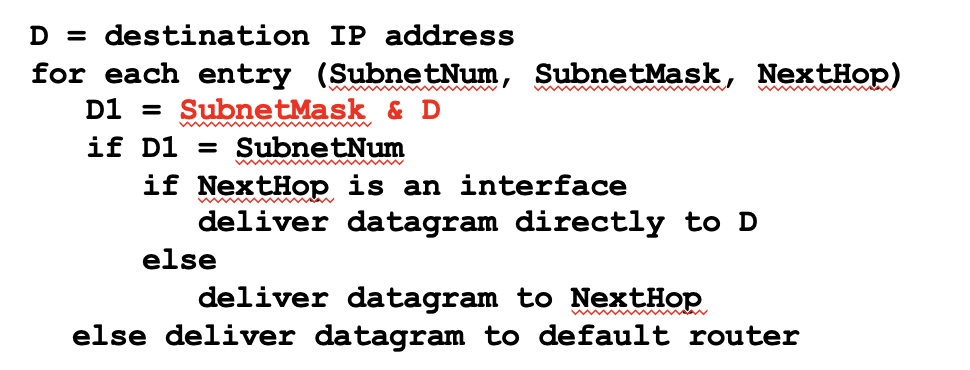 D = destination IP address
for each entry (SubnetNum, SubnetMask, NextHop)
D1 = SubnetMask & D
if D1 = SubnetNum
if NextHop is an interface
deliver datagram directly to D
else
deliver datagram to NextHop
else deliver datagram to default router